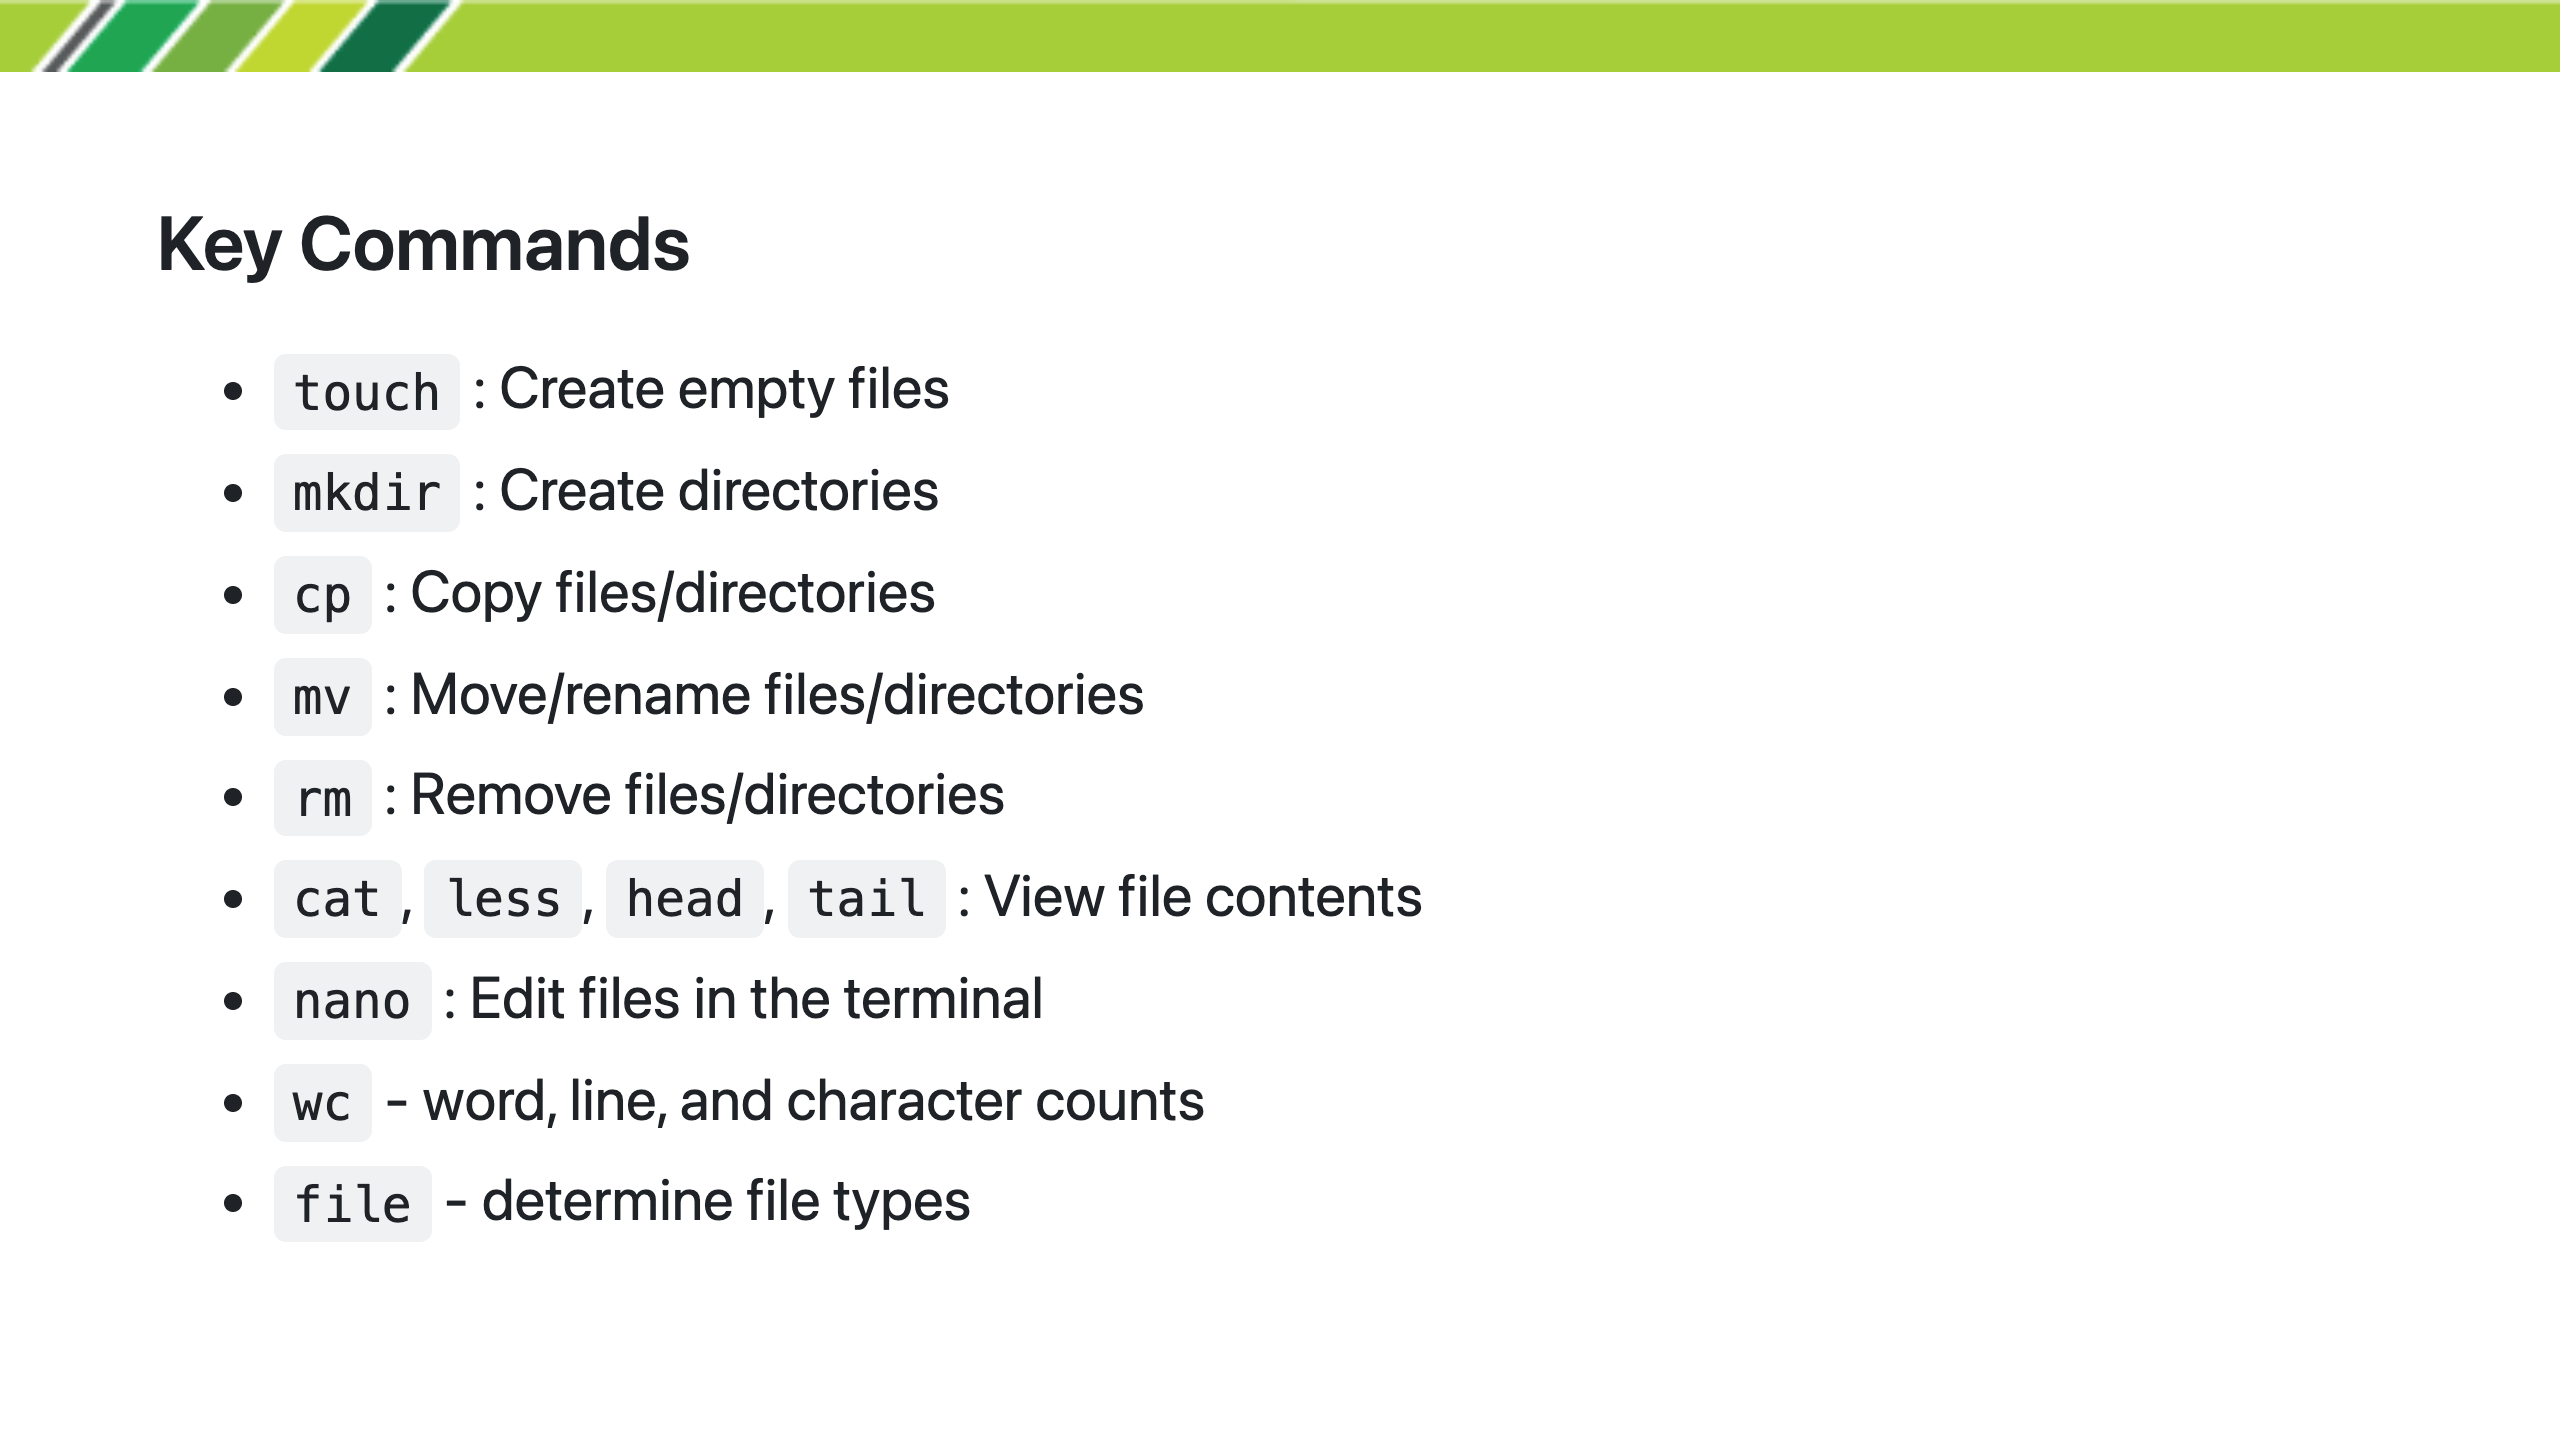 Key Commands
• touch : Create empty files
• mkdir : Create directories
• cp : Copy files/directories
• mv : Move/rename files/directories
• rm : Remove files/directories
• cat, less, head, tail : View file contents
• nano : Edit files in the terminal
• wc - word, line, and character counts
• file - determine file types